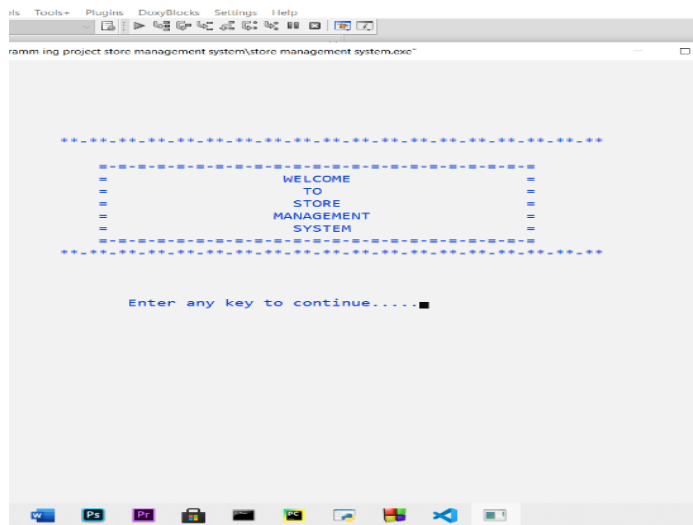 els Tools+ Plugins DoxyBlocks Settings Help
ramm ing project store management system\store management system.exe"
**_**_**_**_**_**_**_**_**_**_**_**_**_**_**_**_**_**_**
=-=-=-=-=-=-=-=-=-=-=-=-=-=-=-=-=-=-=-=-=-=-=
= WELCOME =
= TO =
= STORE =
= MANAGEMENT =
= SYSTEM =
=-=-=-=-=-=-=-=-=-=-=-=-=-=-=-=-=-=-=-=-=-=-=
**_**_**_**_**_**_**_**_**_**_**_**_**_**_**_**_**_**_**
Enter any key to continue.....
W Ps Pr PC